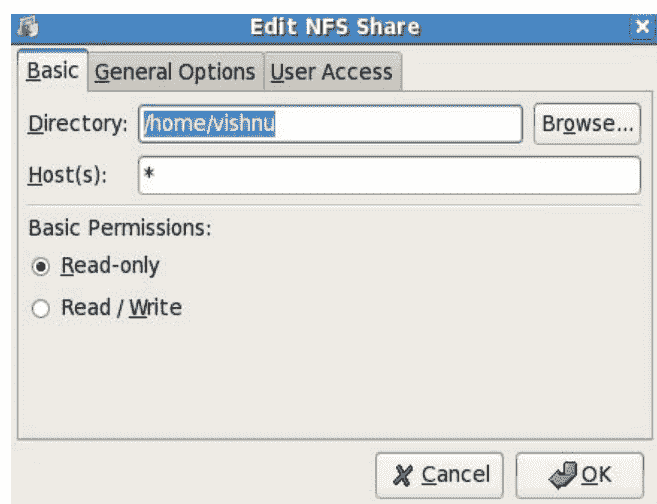 Edit NFS Share
Basic General Options User Access
Directory: /home/vishnu Browse...
Host(s): *
Basic Permissions:
Read-only
Read / Write
Cancel OK